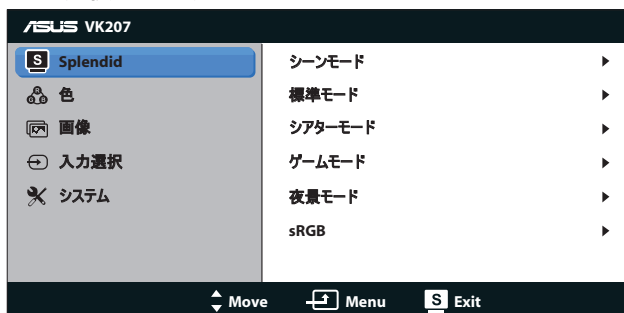 ASUS VK207
S Splendid
色
画像
入力選択
システム
シーンモード
標準モード
シアターモード
ゲームモード
夜景モード
sRGB
Move Menu S Exit